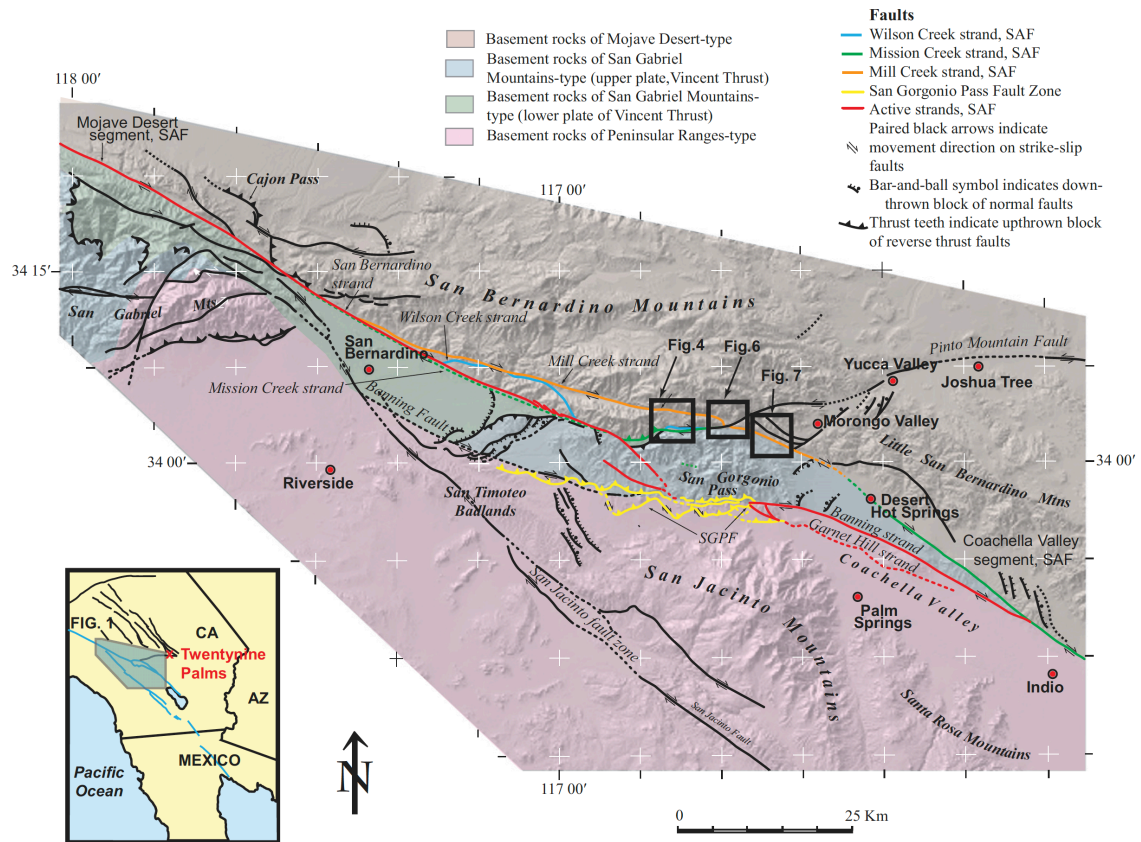 Basement rocks of Mojave Desert-type
Basement rocks of San Gabriel
Mountains-type (upper plate,Vincent Thrust)
Basement rocks of San Gabriel Mountains-
type (lower plate of Vincent Thrust)
Basement rocks of Peninsular Ranges-type
Faults
Wilson Creek strand, SAF
Mission Creek strand, SAF
Mill Creek strand, SAF
San Gorgonio Pass Fault Zone
Active strands, SAF
Paired black arrows indicate
movement direction on strike-slip
faults
Bar-and-ball symbol indicates down-
thrown block of normal faults
Thrust teeth indicate upthrown block
of reverse thrust faults
118 00'
Mojave Desert
segment, SAF
Cajon Pass
117 00'
34 15'
San Bernardino
strand
San Bernardino Mountains
San Gabriel Mts
Wilson Creek strand
San
Bernardino
Mill Creek strand
Mission Creek strand
Banning Fault
Fig.4
Fig.6
Fig. 7
Pinto Mountain Fault
Yucca Valley
Joshua Tree
Morongo Valley
Little San Bernardino Mtns
34 00'
34 00'
Riverside
San Gorgonio
Pass
San Timoteo
Badlands
Desert
Hot Springs
SGPF
Banning strand
Garnet Hill strand
Coachella Valley
segment, SAF
Coachella Valley
San Jacinto Mountains
San Jacinto fault zone
Palm
Springs
Indio
San Jacinto Fault
Santa Rosa Mountains
FIG. 1
CA
Twentynine
Palms
AZ
MEXICO
Pacific
Ocean
N
117 00'
0
25 Km